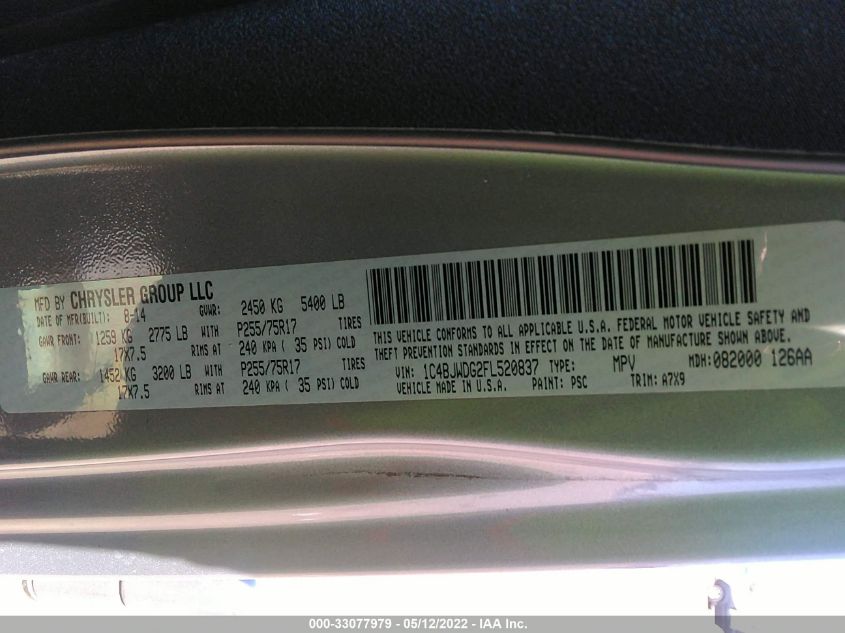 MFD BY CHRYSLER GROUP LLC
DATE OF MFR(BUILT): 8-14 GVWR: 2450 KG 5400 LB
GAWR FRONT: 1259 KG 2775 LB WITH P255/75R17 TIRES
17X7.5 RIMS AT 240 KPA ( 35 PSI) COLD
GAWR REAR: 1452 KG 3200 LB WITH P255/75R17 TIRES
17X7.5 RIMS AT 240 KPA ( 35 PSI) COLD
THIS VEHICLE CONFORMS TO ALL APPLICABLE U.S.A. FEDERAL MOTOR VEHICLE SAFETY AND
THEFT PREVENTION STANDARDS IN EFFECT ON THE DATE OF MANUFACTURE SHOWN ABOVE.
VIN: 1C4BJWDG2FL520837 TYPE: MPV MDH: 082000 126AA
VEHICLE MADE IN U.S.A. PAINT: PSC TRIM: A7X9
000-33077979 — 05/12/2022 — IAA Inc.